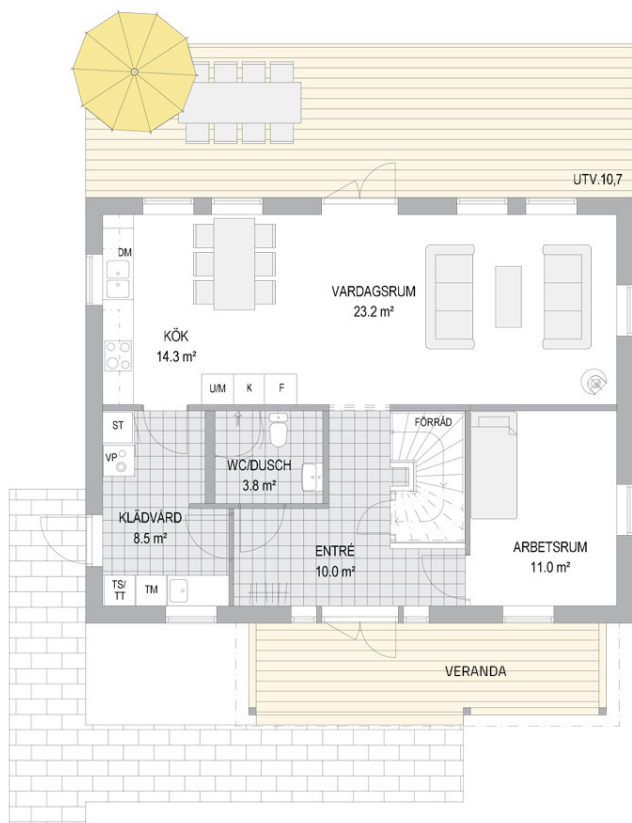 UTV.10,7
DM
VARDAGSRUM
23.2 m²
KÖK
14.3 m²
U/M K F
ST
FÖRRÅD
VP
WC/DUSCH
3.8 m²
KLÄDVÅRD
8.5 m²
ENTRÉ
10.0 m²
ARBETSRUM
11.0 m²
TS/
TT
TM
VERANDA